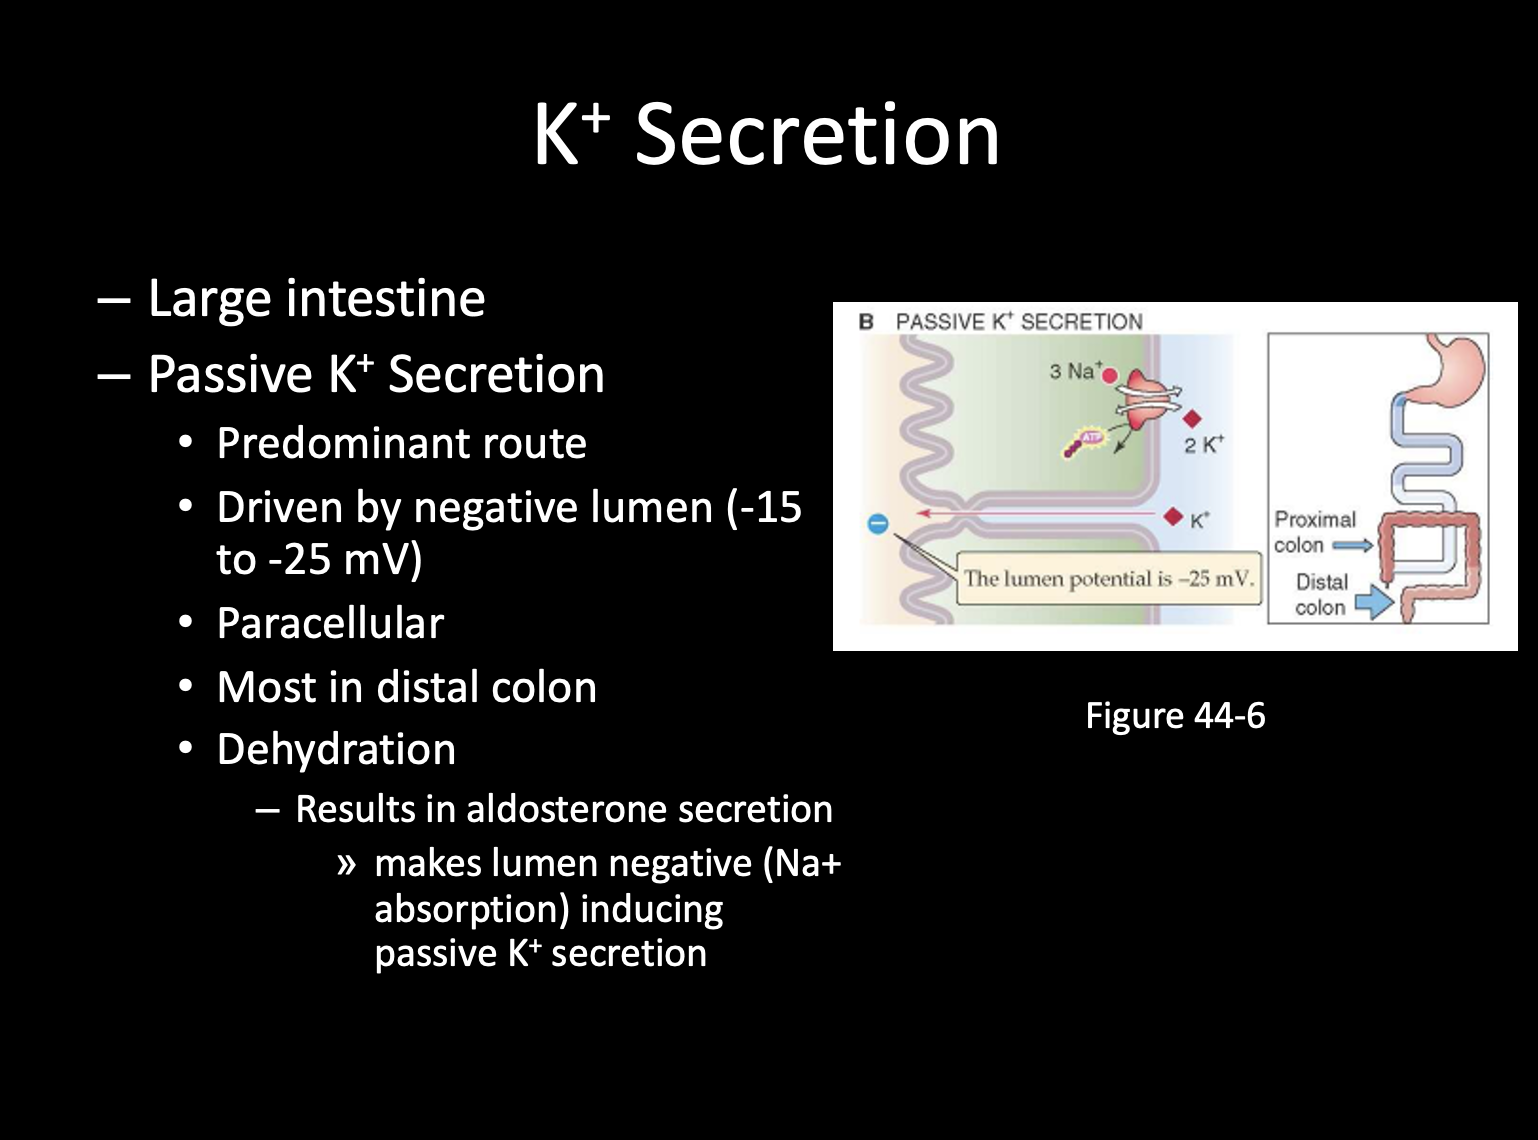 K⁺ Secretion
– Large intestine
– Passive K⁺ Secretion
• Predominant route
• Driven by negative lumen (-15
to -25 mV)
• Paracellular
• Most in distal colon
• Dehydration
– Results in aldosterone secretion
» makes lumen negative (Na+
absorption) inducing
passive K⁺ secretion
B PASSIVE K⁺ SECRETION
3 Na⁺
ATP
2 K⁺
K⁺
The lumen potential is –25 mV.
Proximal
colon
Distal
colon
Figure 44-6